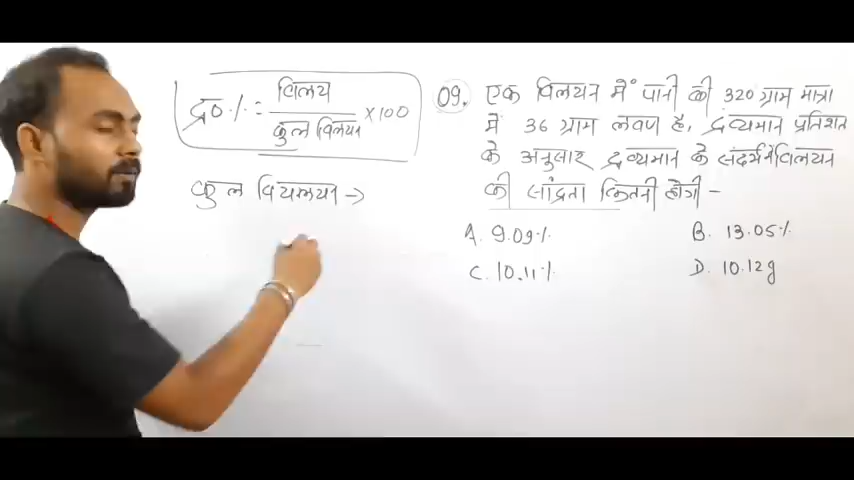 द्र० % = विलय / कुल विलयन × 100
कुल वियलयन →
09. एक विलयन में पानी की 320 ग्राम मात्रा
में 36 ग्राम लवण है, द्रव्यमान प्रतिशत
के अनुसार द्रव्यमान के संदर्भ में विलयन
की सांद्रता कितनी होगी -
A. 9.09% B. 13.05%
C. 10.11% D. 10.12g